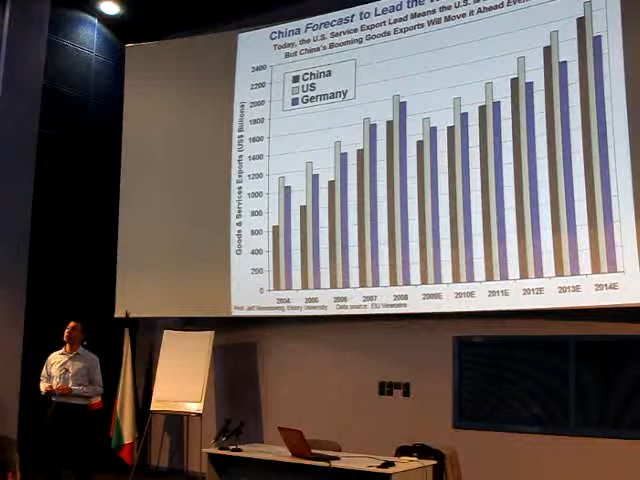 China Forecast to Lead the
Today, the U.S. Service Export Lead Means the U.S. is
But China's Booming Goods Exports Will Move it Ahead
China
US
Germany
Goods & Services Exports (US$ Billions)
2400
2200
2000
1800
1600
1400
1200
1000
800
600
400
200
0
2004 2005 2006 2007 2008 2009E 2010E 2011E 2012E 2013E 2014E
Prof. Jeff Emory University Data source: EIU